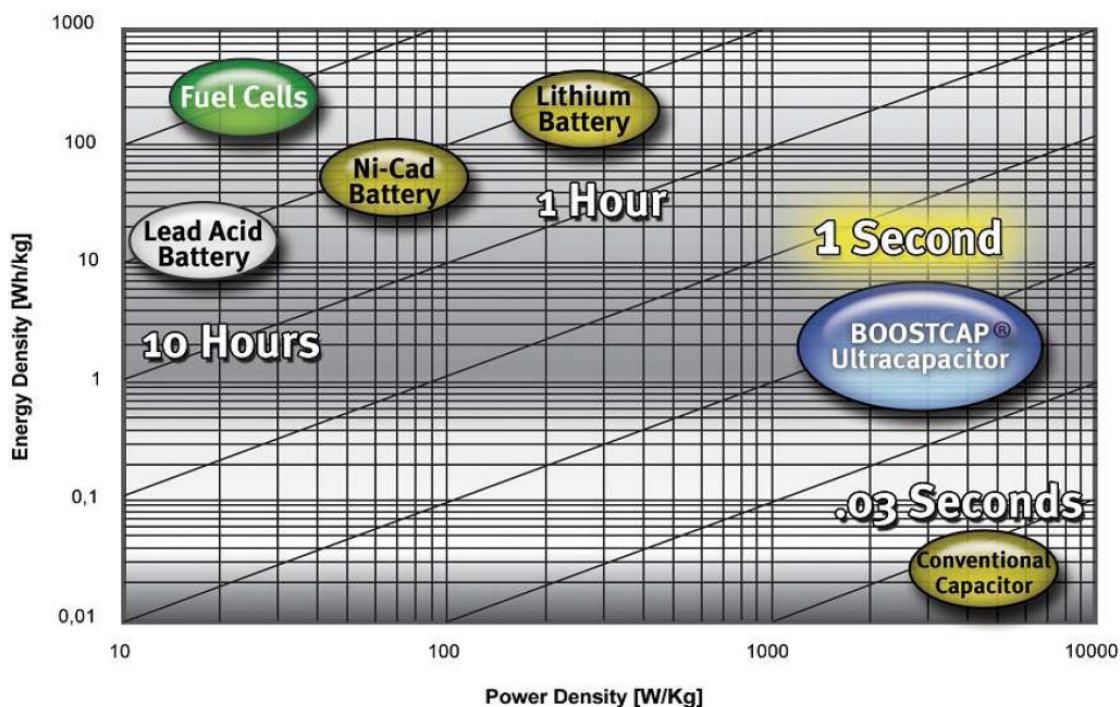 1000
Fuel Cells
Lithium
Battery
100
Ni-Cad
Battery
1 Hour
Lead Acid
Battery
1 Second
10
10 Hours
BOOSTCAP®
Ultracapacitor
1
0,1
.03 Seconds
Conventional
Capacitor
0,01
10
100
1000
10000
Energy Density [Wh/kg]
Power Density [W/Kg]